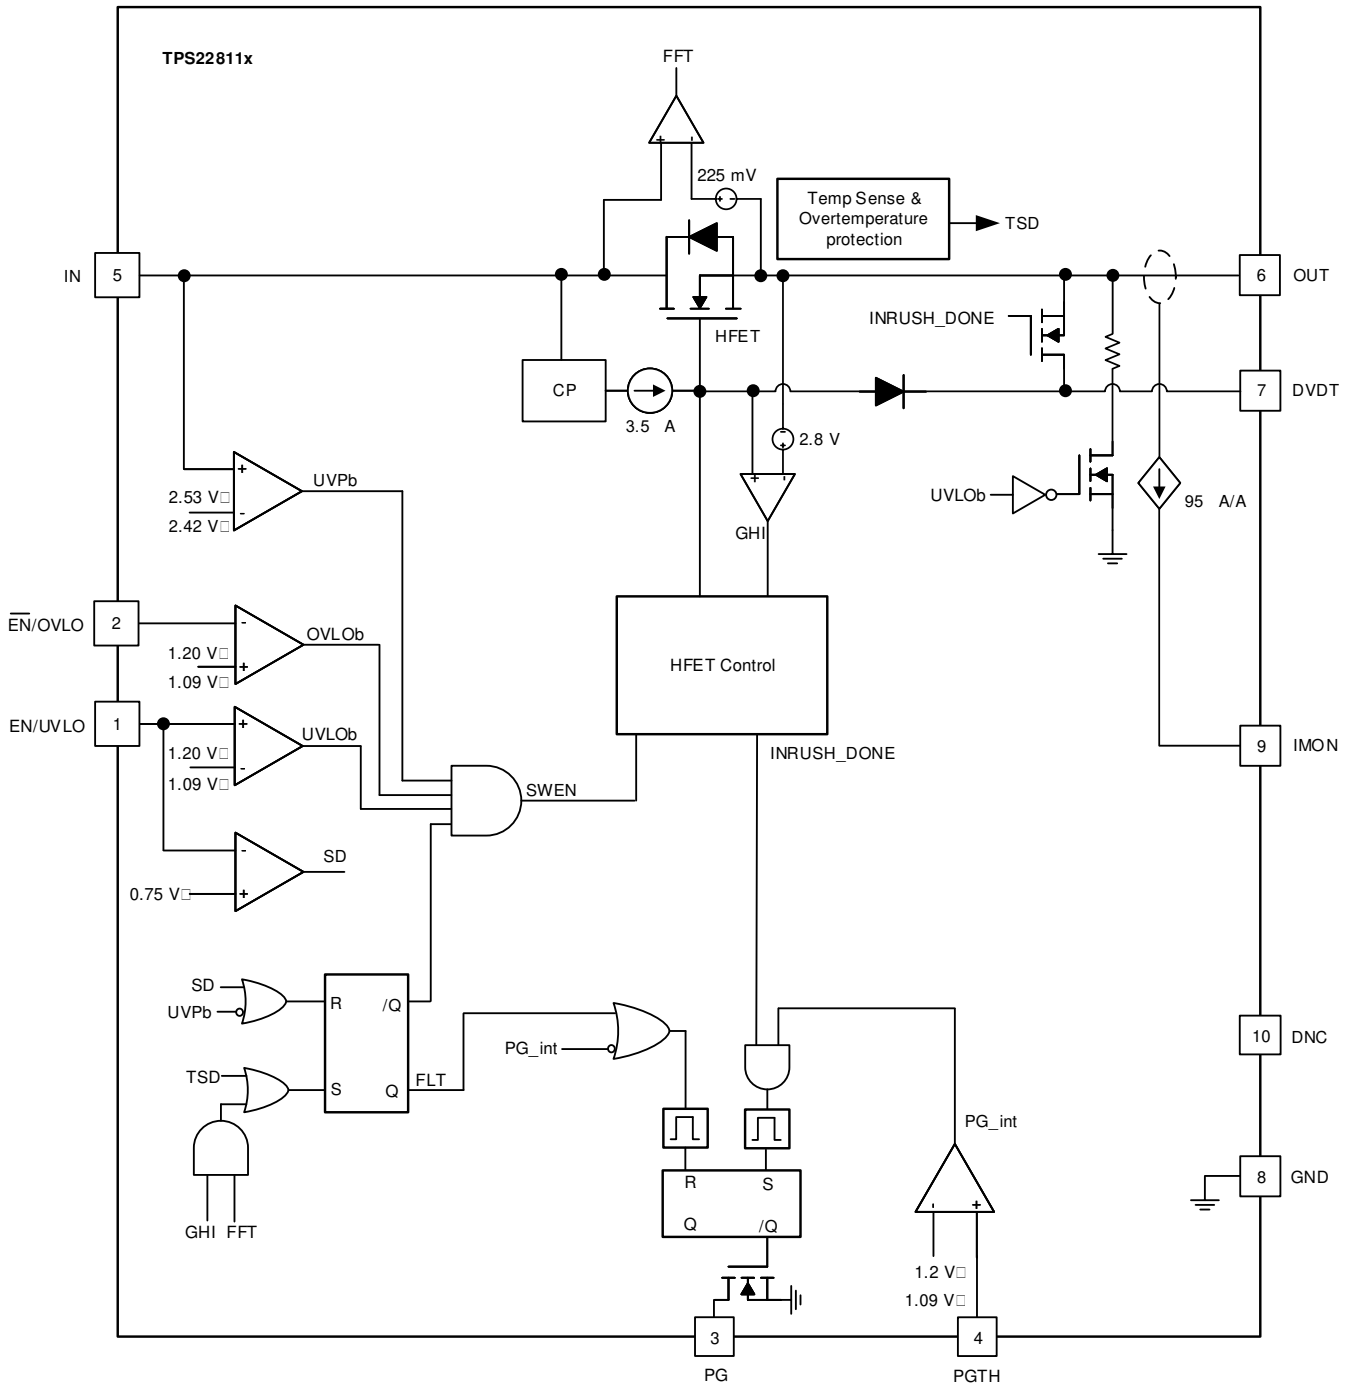 TPS22811x
FFT
+
-
225 mV
+
-
Temp Sense &
Overtemperature
protection
TSD
IN
5
6
OUT
INRUSH_DONE
HFET
CP
3.5 A
7
DVDT
-
+
2.8 V
+
-
GHI
UVPb
+
-
2.53 V□
2.42 V□
UVLOb
95 A/A
EN/OVLO
2
-
+
OVLOb
1.20 V□
1.09 V□
HFET Control
EN/UVLO
1
+
-
UVLOb
1.20 V□
1.09 V□
9
IMON
INRUSH_DONE
SWEN
-
+
SD
0.75 V□
SD
UVPb
R
/Q
TSD
S
Q
FLT
PG_int
10
DNC
GHI
FFT
PG_int
8
GND
R
S
Q
/Q
-
+
1.2 V□
1.09 V□
3
4
PG
PGTH